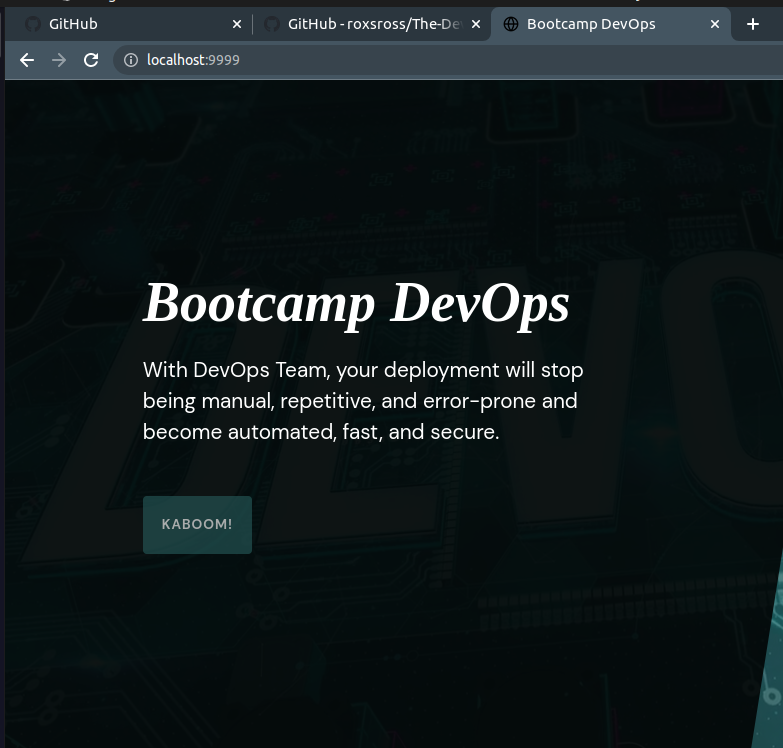 GitHub
GitHub - roxsross/The-De
Bootcamp DevOps
localhost:9999
DEVO
Bootcamp DevOps
With DevOps Team, your deployment will stop
being manual, repetitive, and error-prone and
become automated, fast, and secure.
KABOOM!